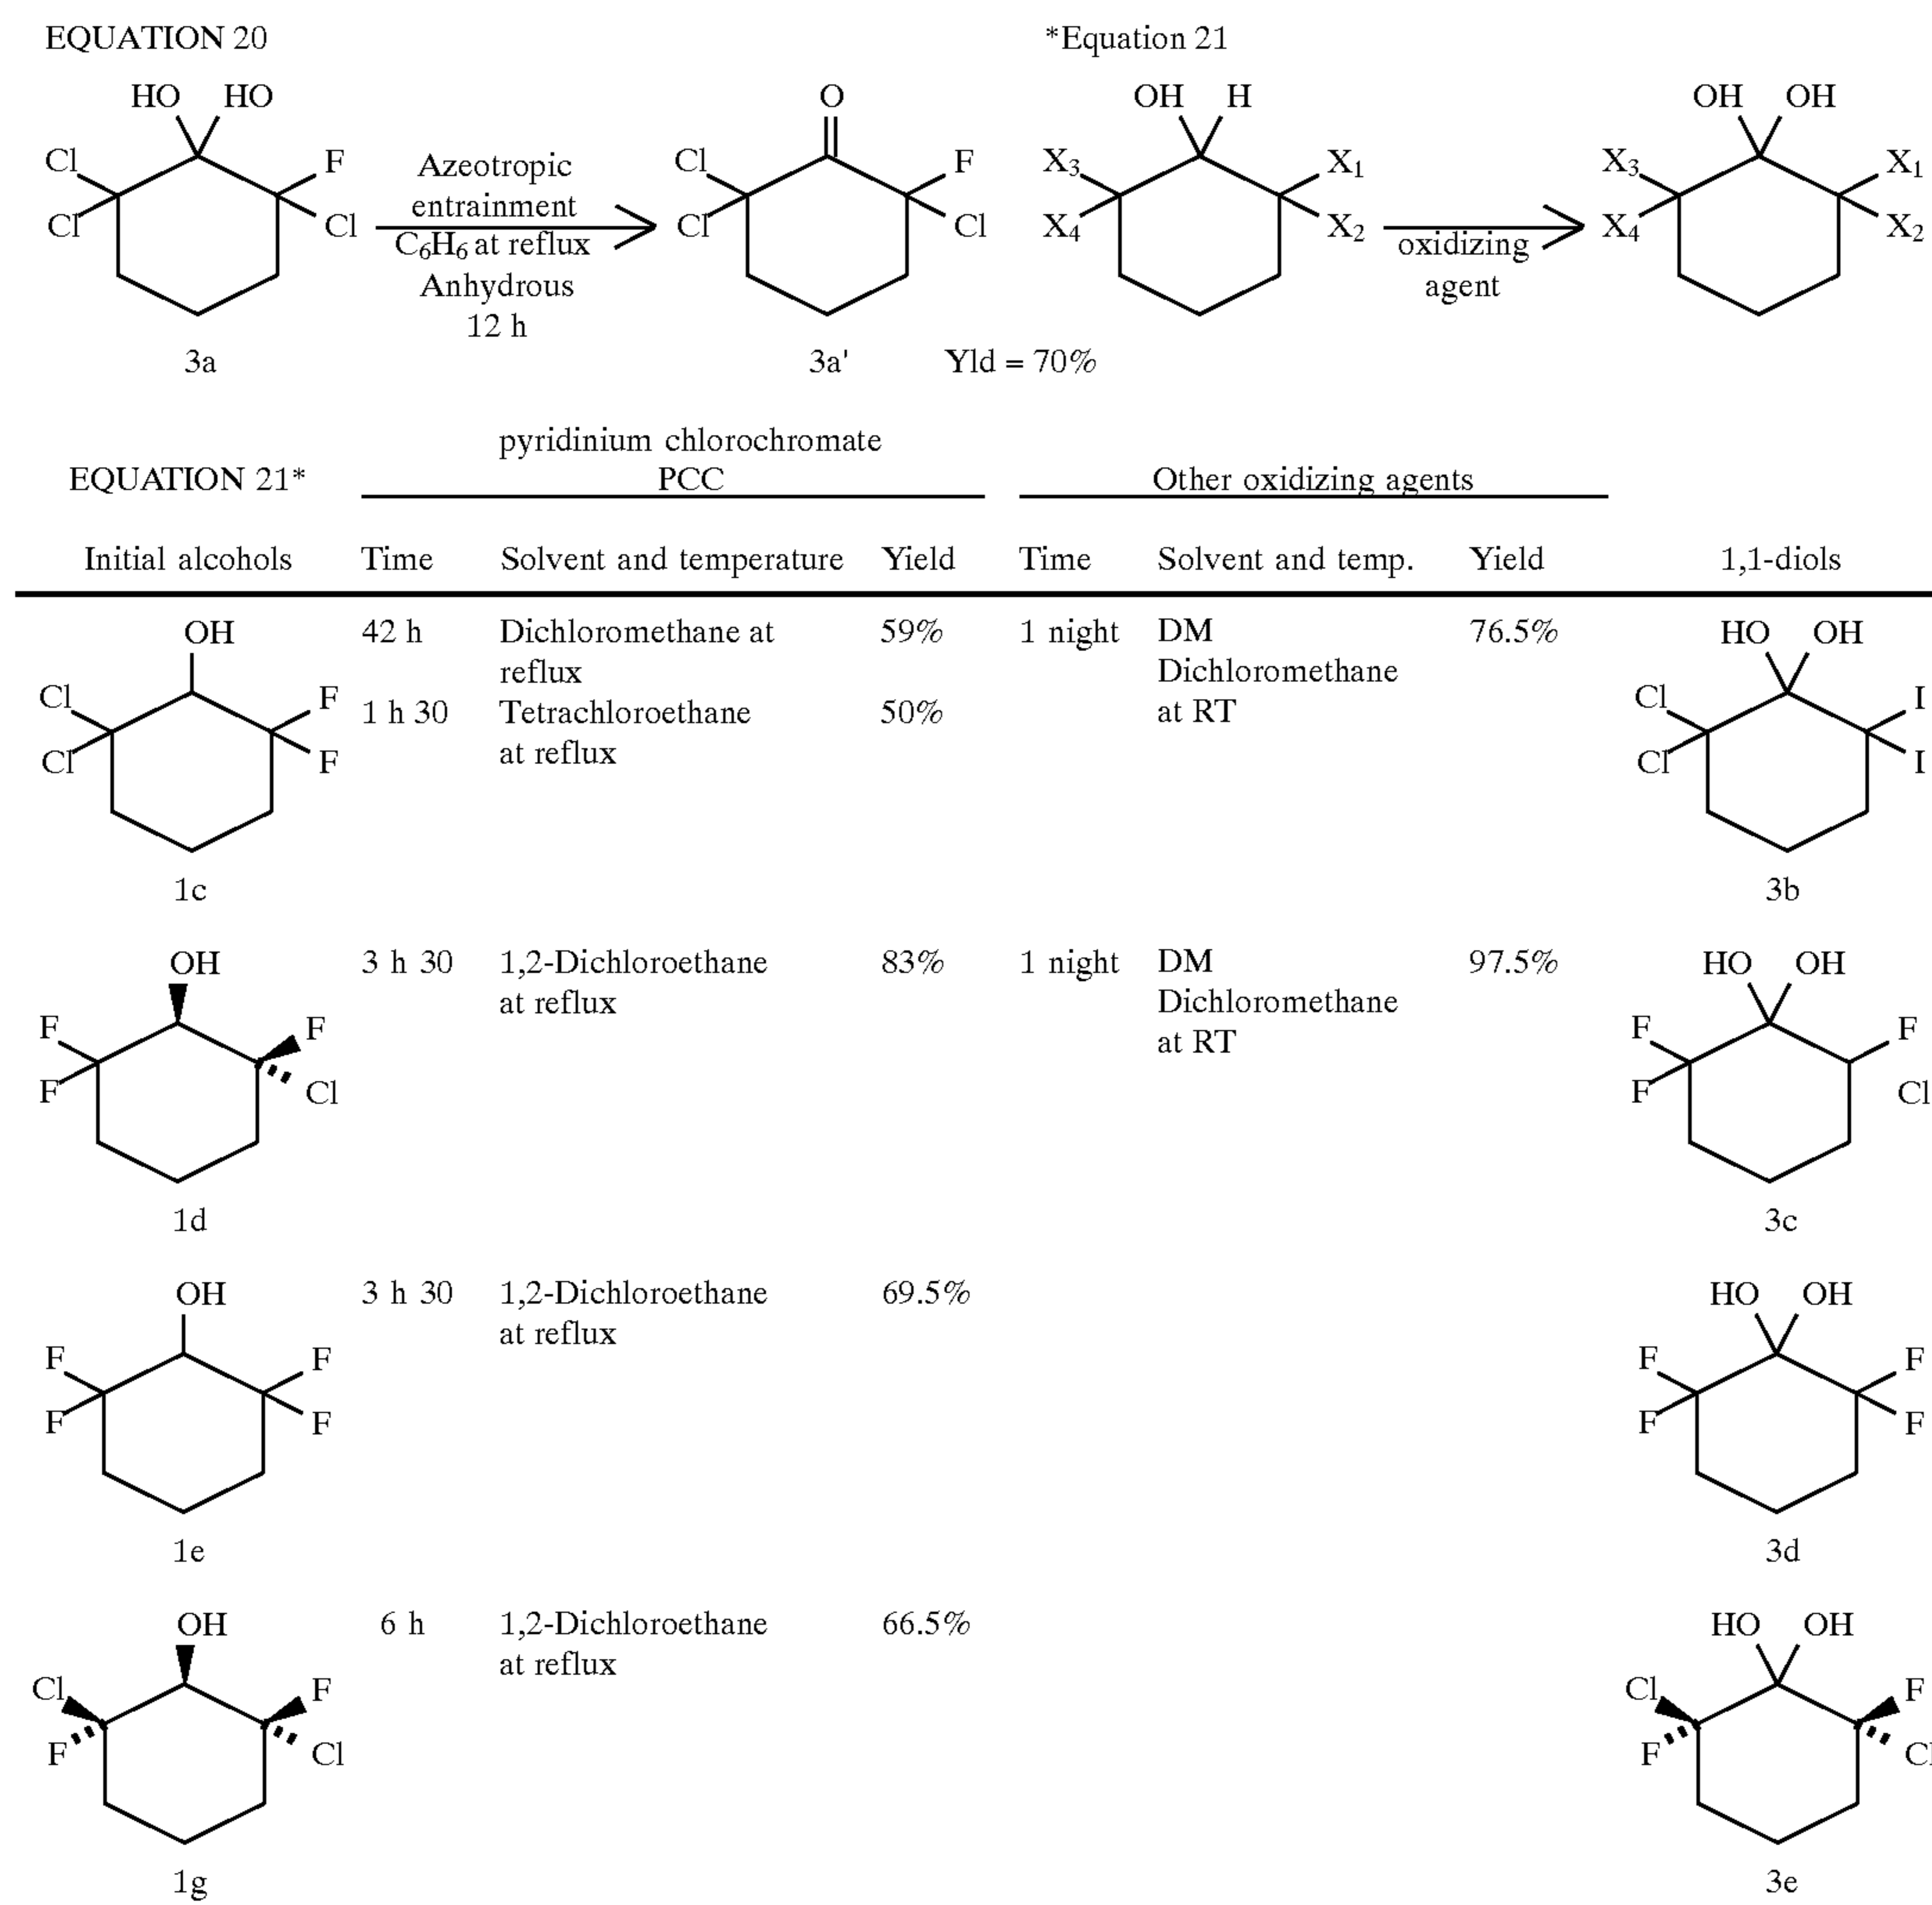 EQUATION 20
*Equation 21
HO HO
Cl F
Cl Cl
Azeotropic
entrainment
C6H6 at reflux
Anhydrous
12 h
3a
O
Cl F
Cl Cl
3a'
Yld = 70%
OH H
X3 X1
X4 X2
oxidizing
agent
OH OH
X3 X1
X4 X2
pyridinium chlorochromate
PCC
EQUATION 21*
Other oxidizing agents
Initial alcohols Time Solvent and temperature Yield Time Solvent and temp. Yield 1,1-diols
OH
Cl F
Cl F
1c
42 h Dichloromethane at
reflux
59%
1 h 30 Tetrachloroethane
at reflux
50%
1 night DM
Dichloromethane
at RT
76.5%
HO OH
Cl I
Cl I
3b
OH
F F
F Cl
1d
3 h 30 1,2-Dichloroethane
at reflux
83%
1 night DM
Dichloromethane
at RT
97.5%
HO OH
F F
F Cl
3c
OH
F F
F F
1e
3 h 30 1,2-Dichloroethane
at reflux
69.5%
HO OH
F F
F F
3d
OH
Cl F
F Cl
1g
6 h 1,2-Dichloroethane
at reflux
66.5%
HO OH
Cl F
F Cl
3e